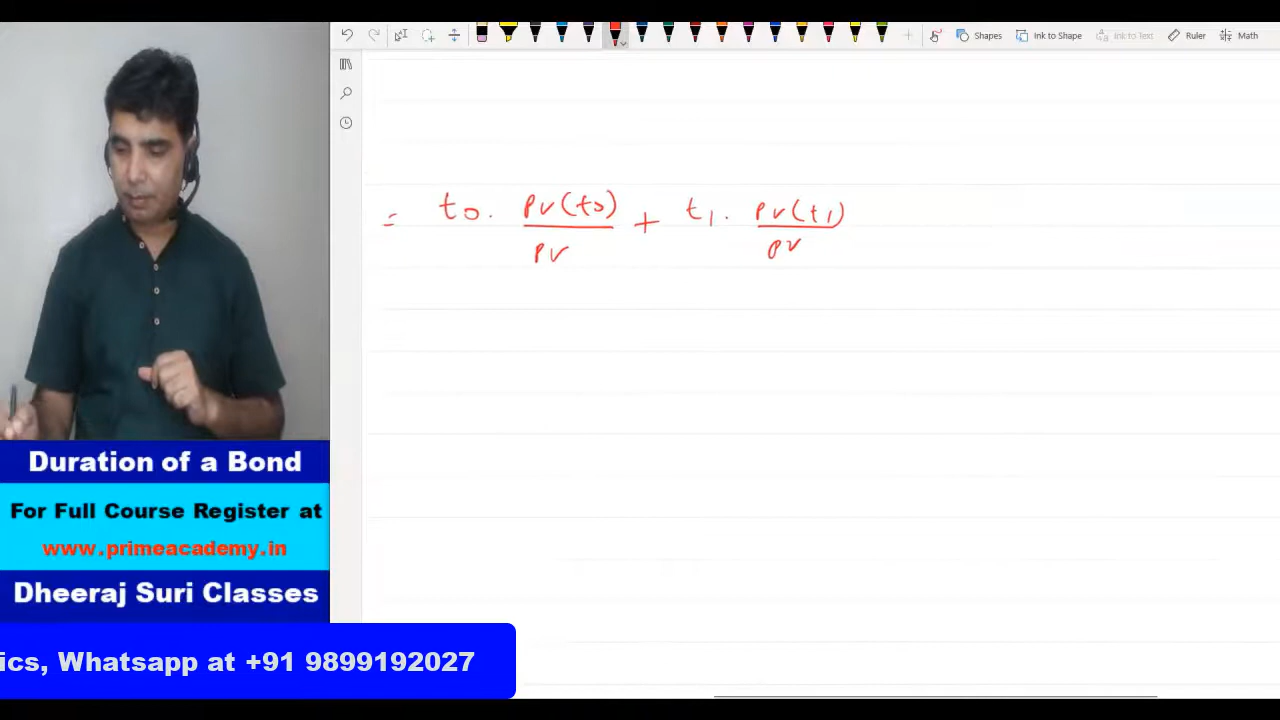 Shapes
Ink to Shape
Ink to Text
Ruler
Math
= t0. PV(t0)/PV + t1. PV(t1)/PV
Duration of a Bond
For Full Course Register at
www.primeacademy.in
Dheeraj Suri Classes
ics, Whatsapp at +91 9899192027